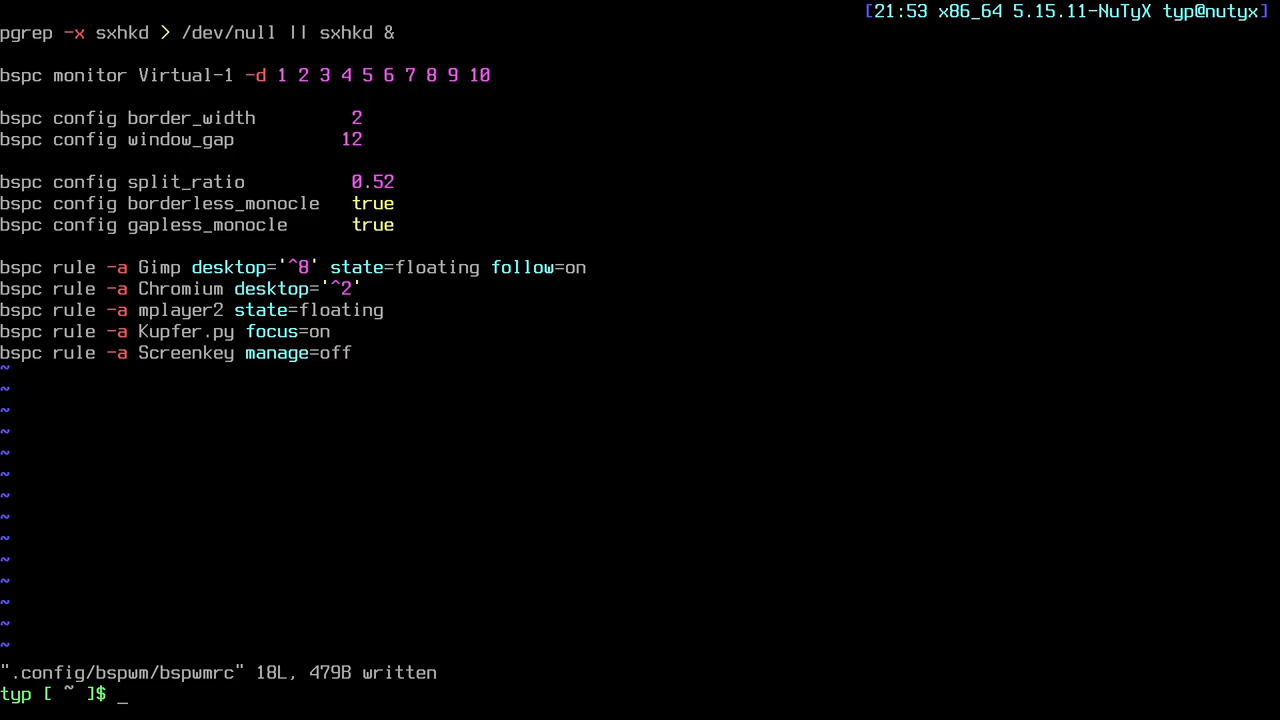 [21:53 x86_64 5.15.11-NuTyX typ@nutyx]
pgrep -x sxhkd > /dev/null || sxhkd &
bspc monitor Virtual-1 -d 1 2 3 4 5 6 7 8 9 10
bspc config border_width         2
bspc config window_gap          12
bspc config split_ratio          0.52
bspc config borderless_monocle   true
bspc config gapless_monocle      true
bspc rule -a Gimp desktop='^8' state=floating follow=on
bspc rule -a Chromium desktop='^2'
bspc rule -a mplayer2 state=floating
bspc rule -a Kupfer.py focus=on
bspc rule -a Screenkey manage=off
~
~
~
~
~
~
~
~
~
~
~
~
~
~
".config/bspwm/bspwmrc" 18L, 479B written
typ [ ~ ]$ _